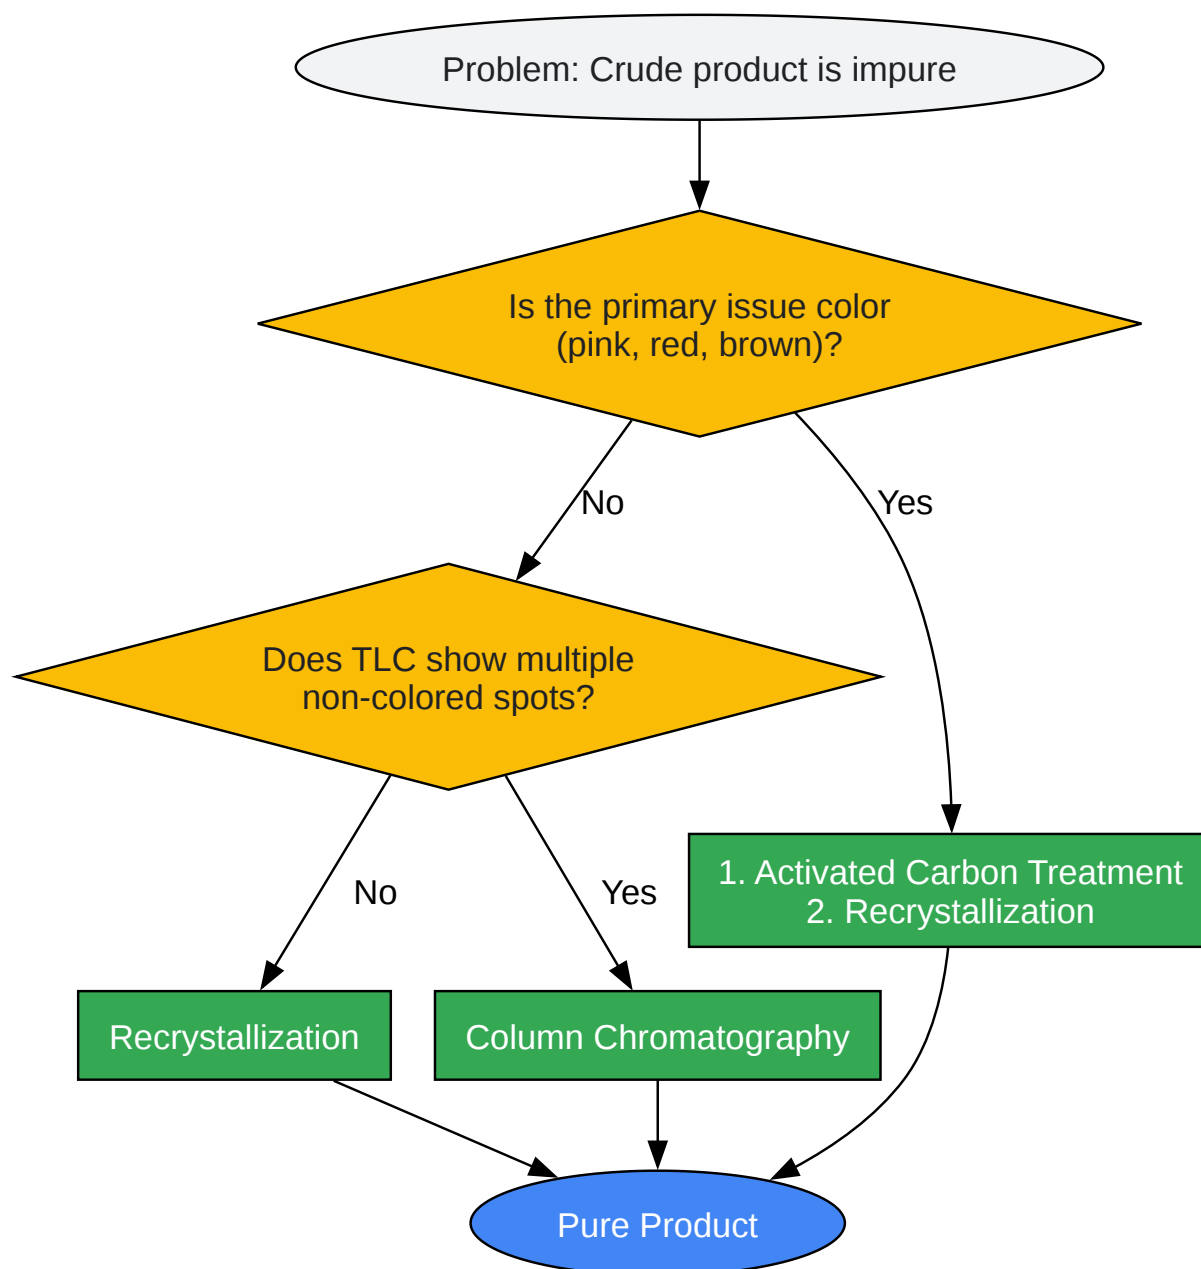 Problem: Crude product is impure
Is the primary issue color
(pink, red, brown)?
No
Yes
Does TLC show multiple
non-colored spots?
No
Yes
1. Activated Carbon Treatment
2. Recrystallization
Recrystallization
Column Chromatography
Pure Product